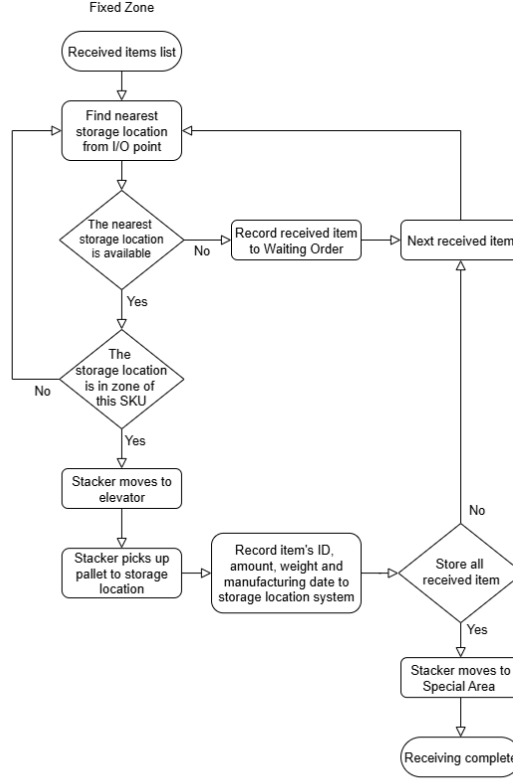 Fixed Zone
Received items list
Find nearest
storage location
from I/O point
The nearest
storage location
is available
No
Record received item
to Waiting Order
Next received item
Yes
The
storage location
is in zone of
this SKU
No
Yes
Stacker moves to
elevator
Stacker picks up
pallet to storage
location
Record item's ID,
amount, weight and
manufacturing date to
storage location system
No
Store all
received item
Yes
Stacker moves to
Special Area
Receiving complete